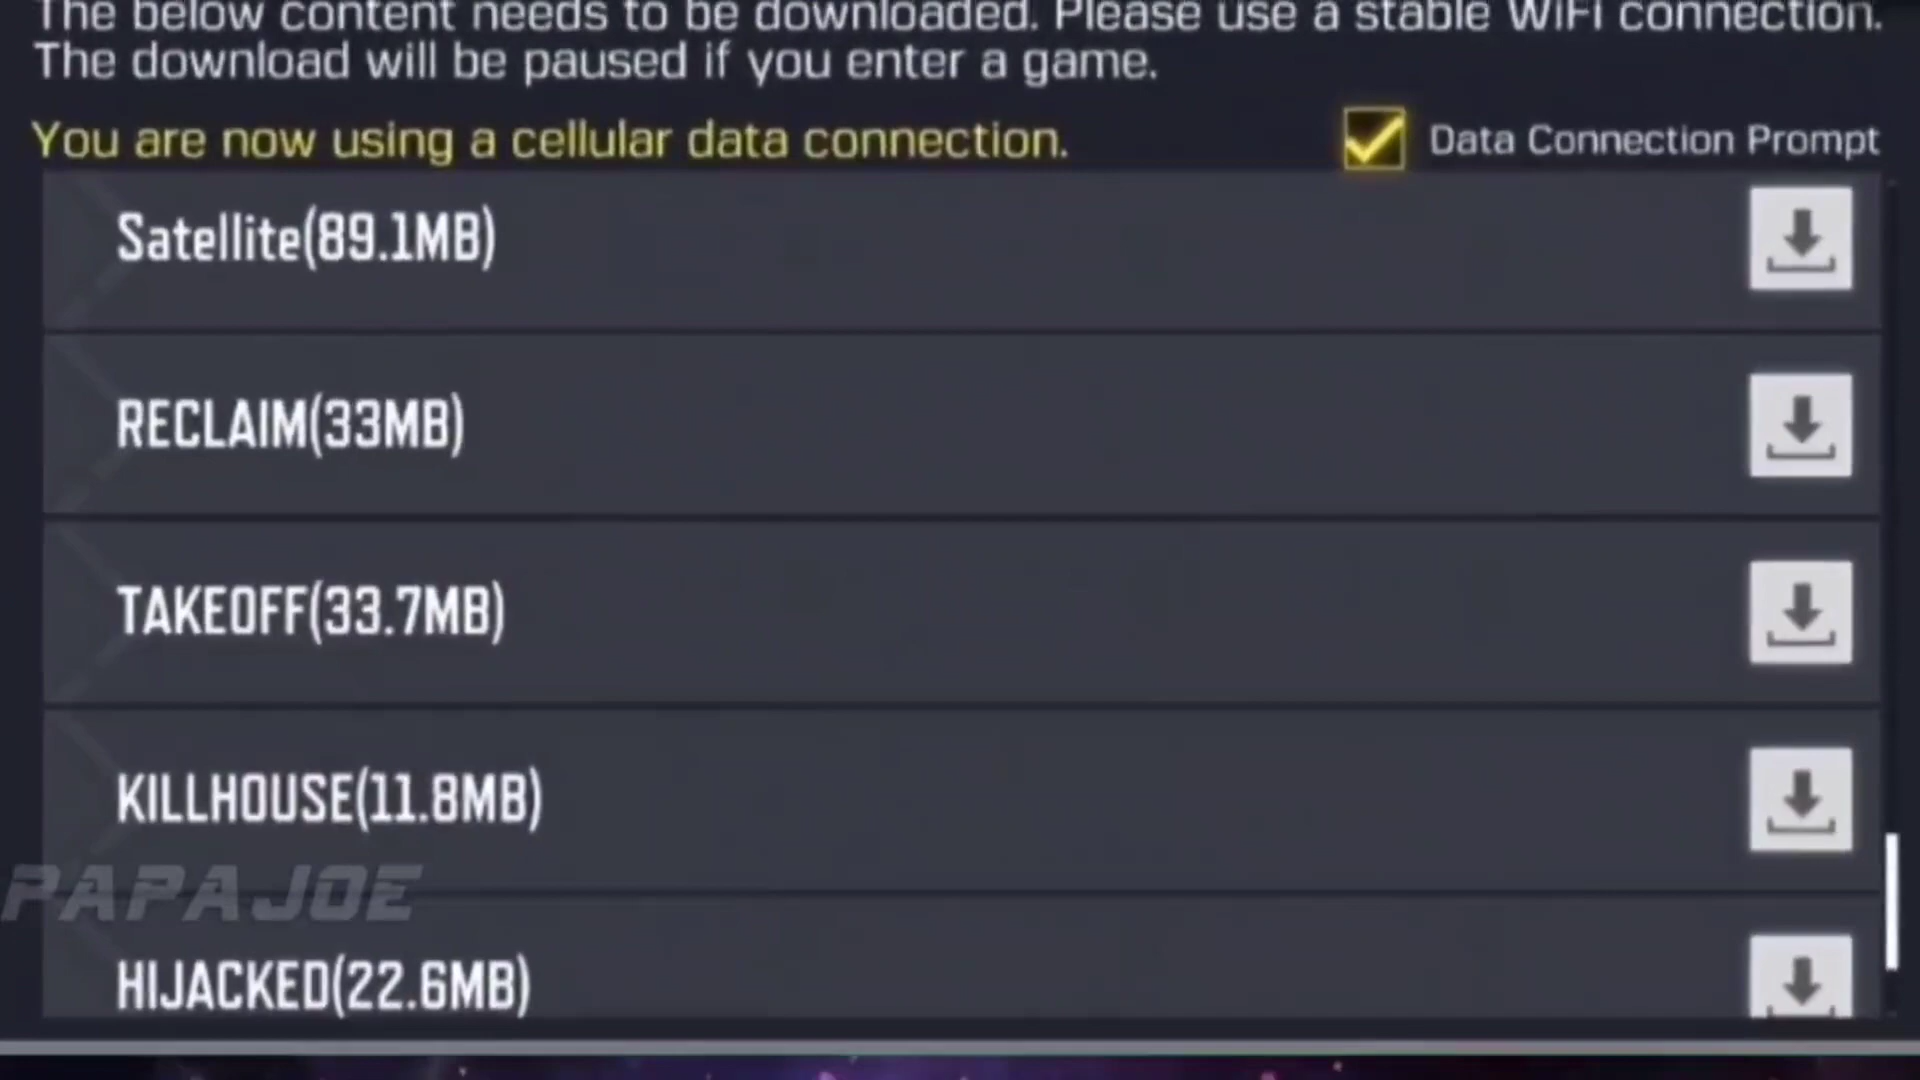 The below content needs to be downloaded. Please use a stable WiFi connection.
The download will be paused if you enter a game.
You are now using a cellular data connection.
Data Connection Prompt
Satellite(89.1MB)
RECLAIM(33MB)
TAKEOFF(33.7MB)
KILLHOUSE(11.8MB)
PAPAJOE
HIJACKED(22.6MB)